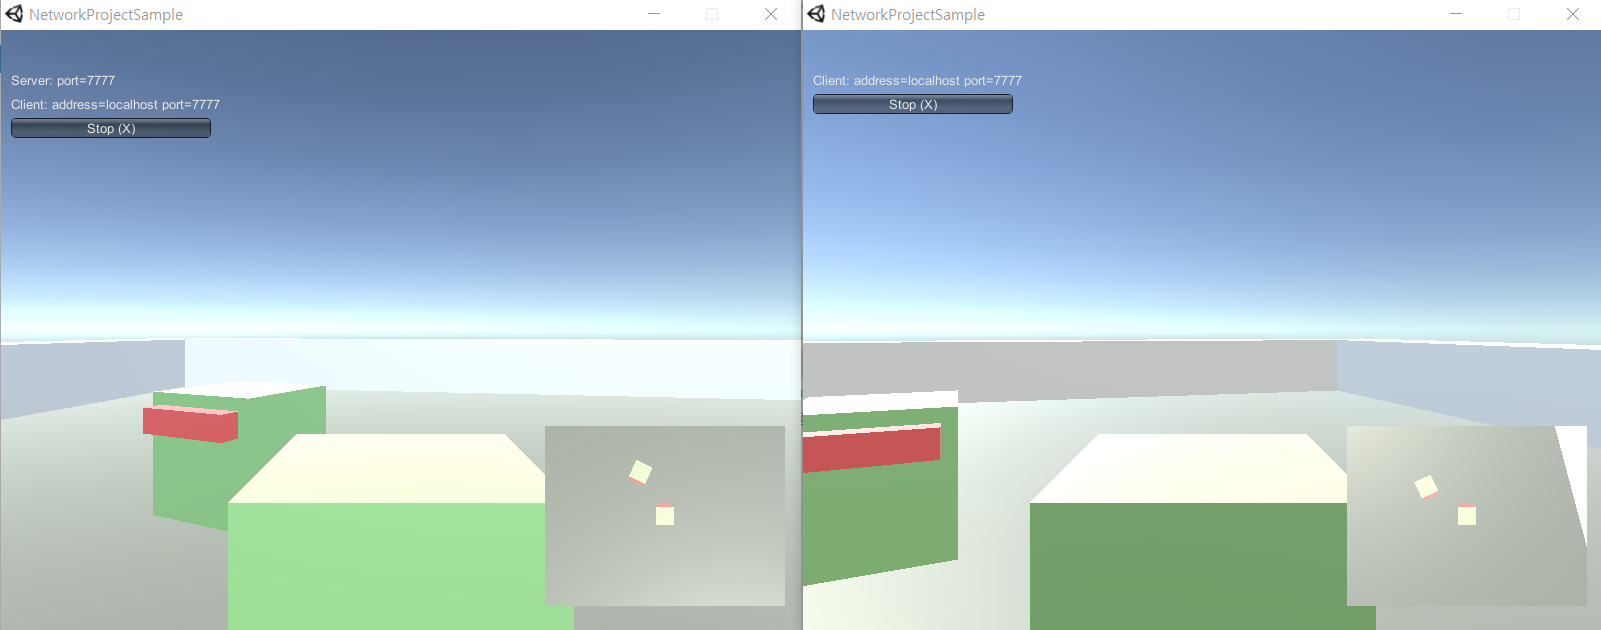 NetworkProjectSample
Server: port=7777
Client: address=localhost port=7777
Stop (X)
NetworkProjectSample
Client: address=localhost port=7777
Stop (X)